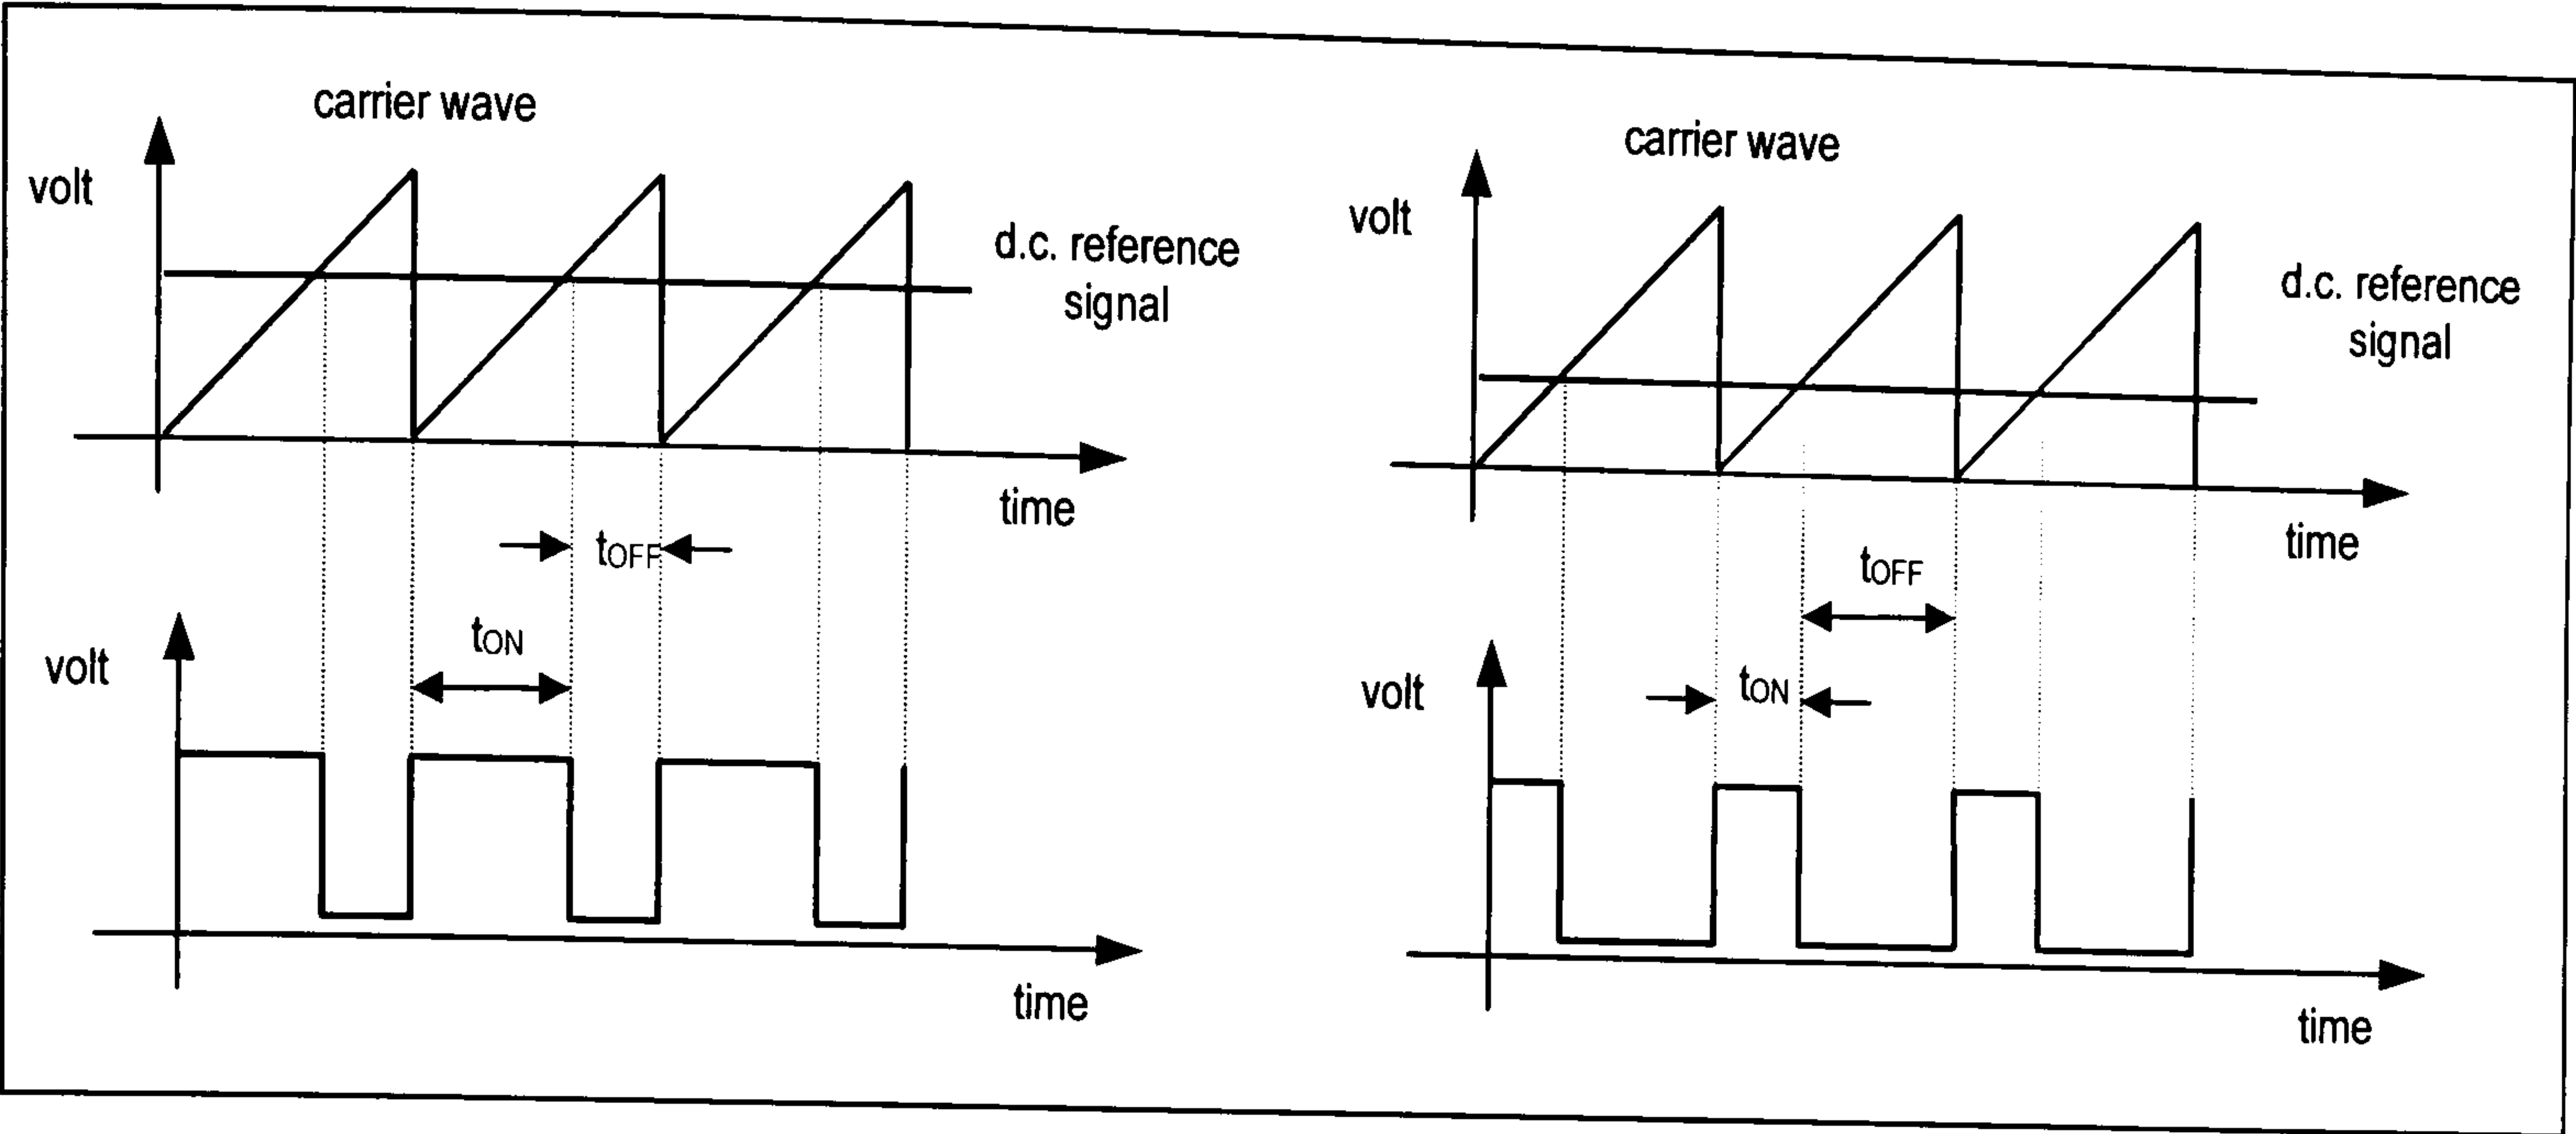 carrier wave
volt
d.c. reference
signal
time
tOFF
tON
volt
time
carrier wave
volt
d.c. reference
signal
time
tOFF
tON
volt
time